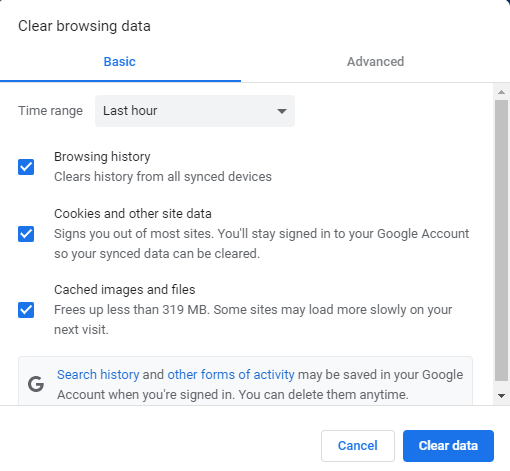 Clear browsing data
Basic
Advanced
Time range
Last hour
Browsing history
Clears history from all synced devices
Cookies and other site data
Signs you out of most sites. You'll stay signed in to your Google Account
so your synced data can be cleared.
Cached images and files
Frees up less than 319 MB. Some sites may load more slowly on your
next visit.
G
Search history and other forms of activity may be saved in your Google
Account when you're signed in. You can delete them anytime.
Cancel
Clear data